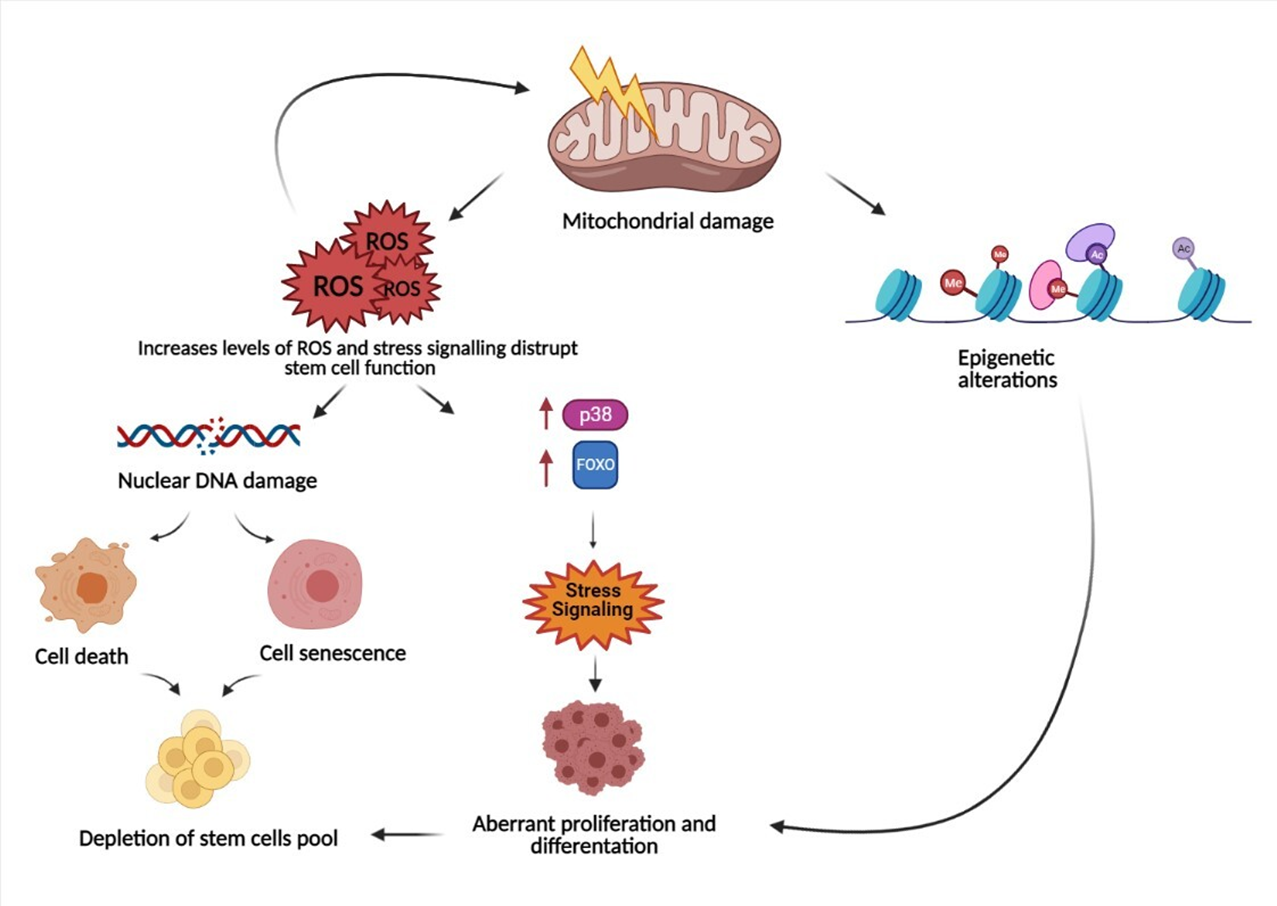 Mitochondrial damage
ROS
ROS
ROS
Me
Me
Me
Ac
Ac
Increases levels of ROS and stress signalling distrupt
stem cell function
Epigenetic
alterations
p38
FOXO
Nuclear DNA damage
Stress
Signaling
Cell death
Cell senescence
Depletion of stem cells pool
Aberrant proliferation and
differentation